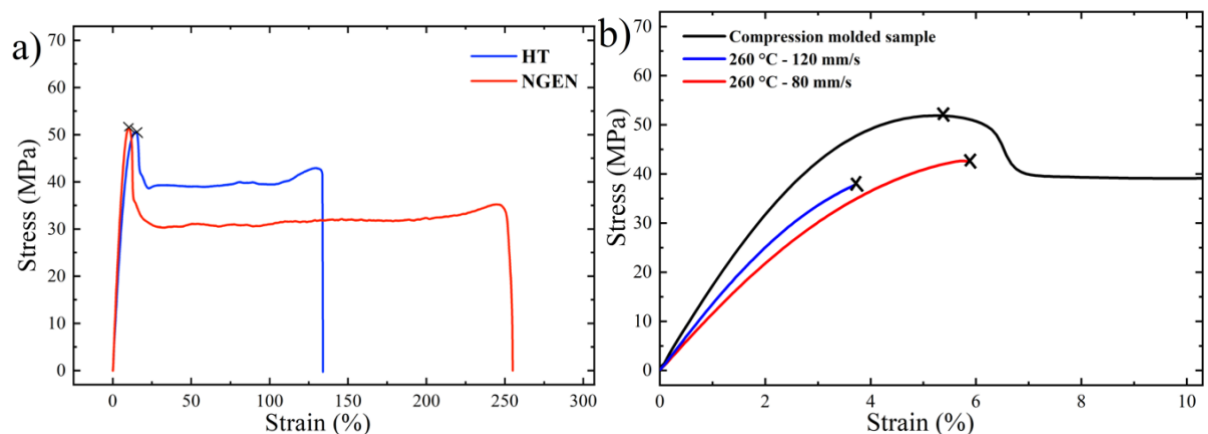 a)
HT
NGEN
Stress (MPa)
70
60
50
40
30
20
10
0
0 50 100 150 200 250 300
Strain (%)
b)
Compression molded sample
260 °C - 120 mm/s
260 °C - 80 mm/s
Stress (MPa)
70
60
50
40
30
20
10
0
0 2 4 6 8 10
Strain (%)